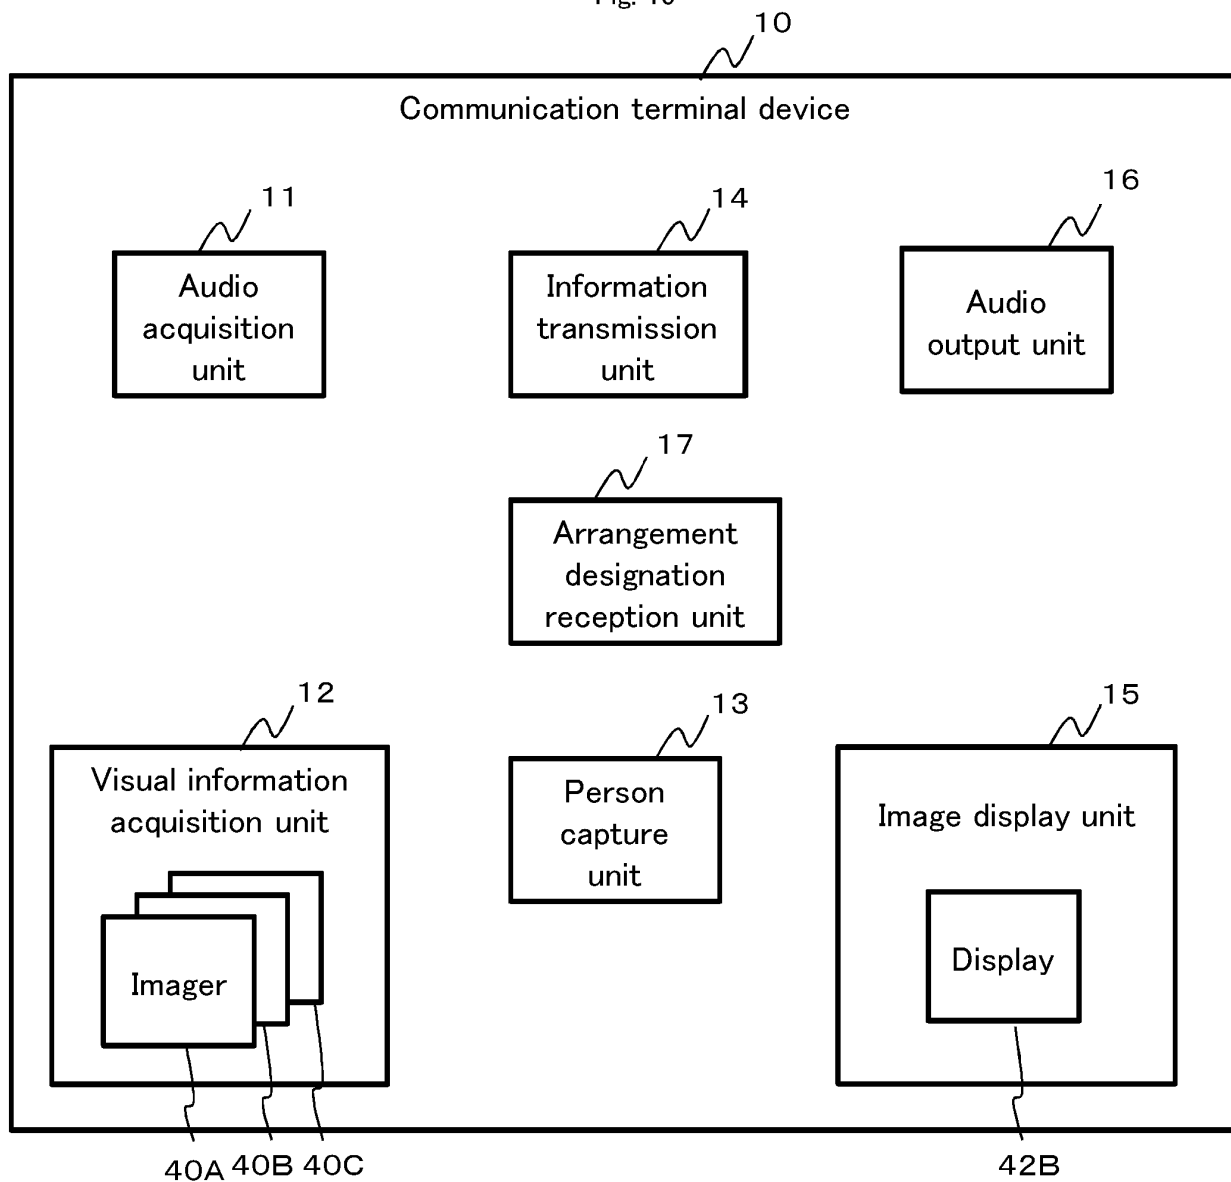 10
Communication terminal device
11
14
16
Audio
acquisition
unit
Information
transmission
unit
Audio
output unit
17
Arrangement
designation
reception unit
12
13
15
Visual information
acquisition unit
Person
capture
unit
Image display unit
Imager
Display
40A
40B
40C
42B